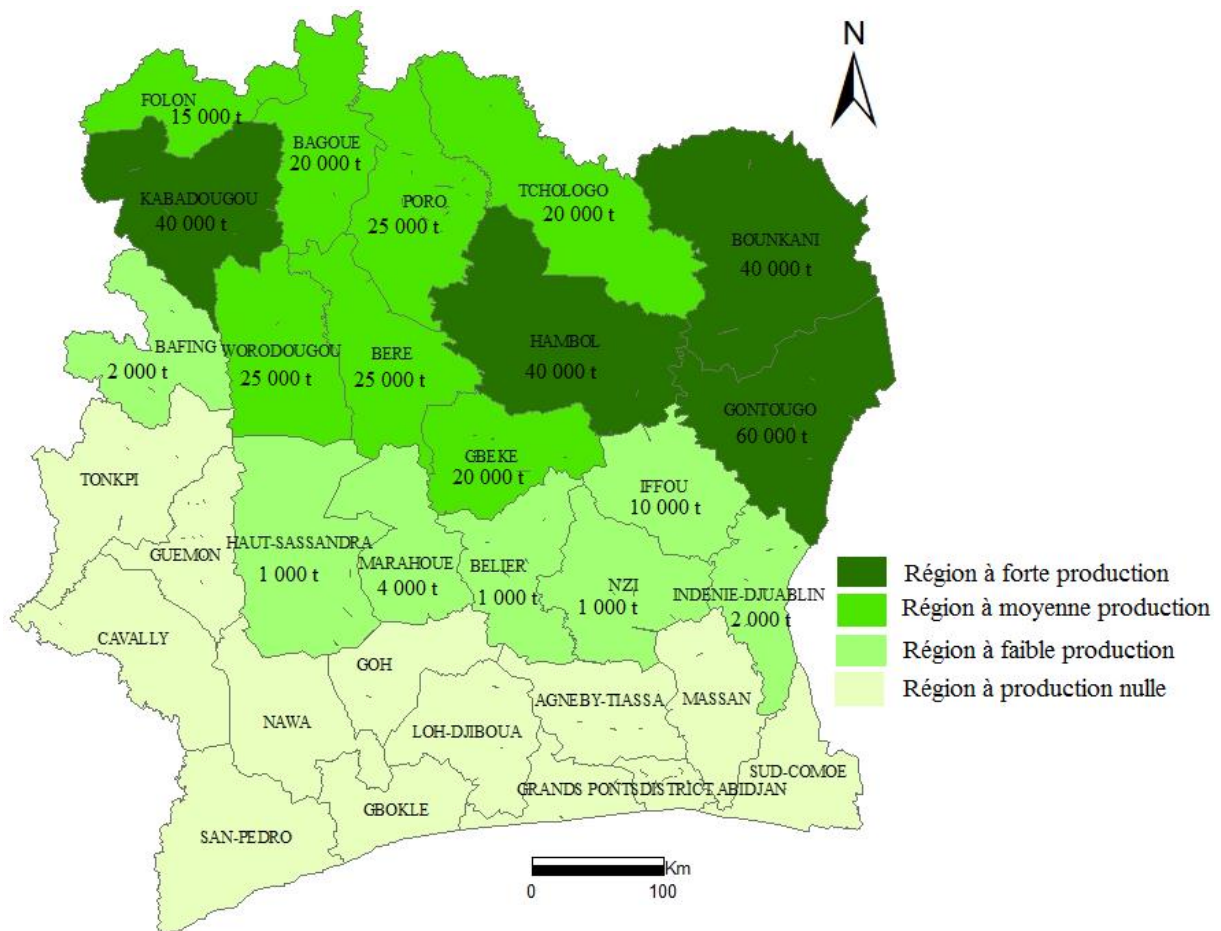 N
FOLON
15 000 t
BAGOUE
20 000 t
KABADOUGOU
40 000 t
PORO
25 000 t
TCHOLOGO
20 000 t
BOUNKANI
40 000 t
BAFING
2 000 t
WORODOUGOU
25 000 t
BERE
25 000 t
HAMBOL
40 000 t
GONTOUGO
60 000 t
GBEKE
20 000 t
TONKPI
IFFOU
10 000 t
GUEMON
HAUT-SASSANDRA
1 000 t
MARAHOUE
4 000 t
BELIER
1 000 t
NZI
1 000 t
INDENIE-DJUABLIN
2 000 t
CAVALLY
GOH
NAWA
LOH-DJIBOUA
AGNEBY-TIASSA
MASSAN
SUD-COMOE
GRANDS PONTS
DISTRICT ABIDJAN
GBOKLE
SAN-PEDRO
Région à forte production
Région à moyenne production
Région à faible production
Région à production nulle
Km
0 100